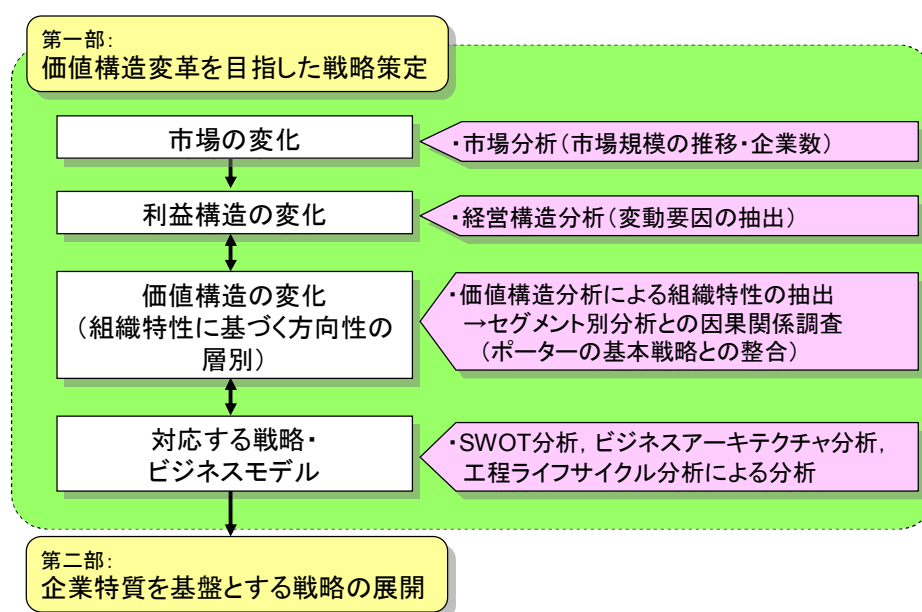 第一部：
価値構造変革を目指した戦略策定
市場の変化
・市場分析（市場規模の推移・企業数）
利益構造の変化
・経営構造分析（変動要因の抽出）
価値構造の変化
（組織特性に基づく方向性の
層別）
・価値構造分析による組織特性の抽出
→セグメント別分析との因果関係調査
（ポーターの基本戦略との整合）
対応する戦略・
ビジネスモデル
・SWOT分析，ビジネスアーキテクチャ分析，
工程ライフサイクル分析による分析
第二部：
企業特質を基盤とする戦略の展開